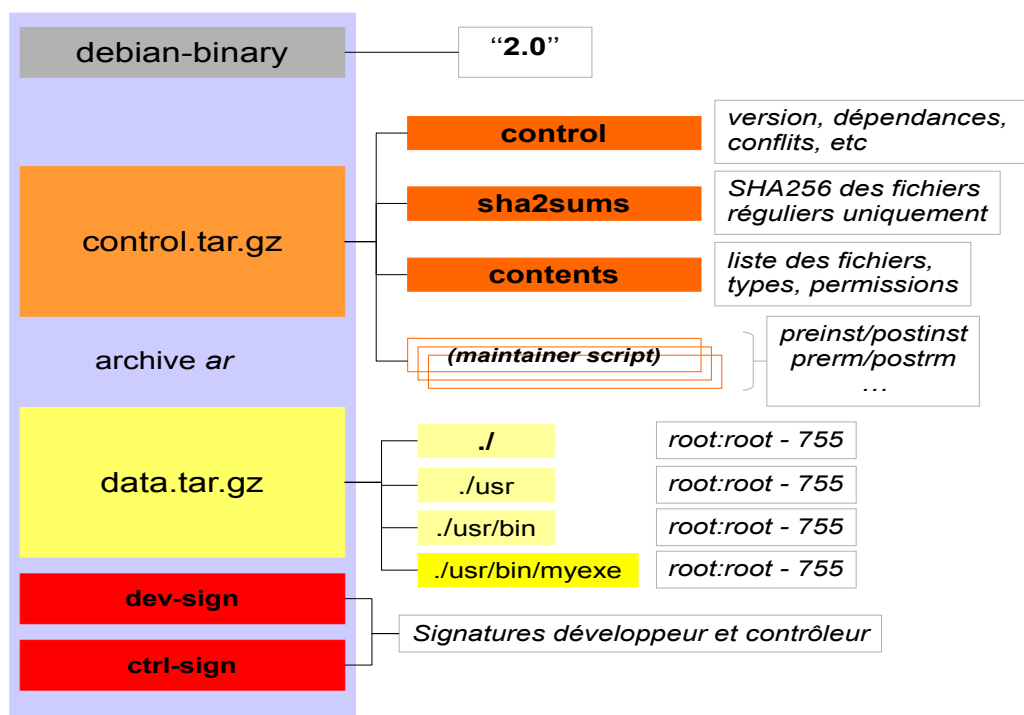 debian-binary
“2.0”
control.tar.gz
control
version, dépendances,
conflits, etc
sha2sums
SHA256 des fichiers
réguliers uniquement
contents
liste des fichiers,
types, permissions
(maintainer script)
preinst/postinst
prerm/postrm
…
archive ar
data.tar.gz
./
root:root - 755
./usr
root:root - 755
./usr/bin
root:root - 755
./usr/bin/myexe
root:root - 755
dev-sign
ctrl-sign
Signatures développeur et contrôleur